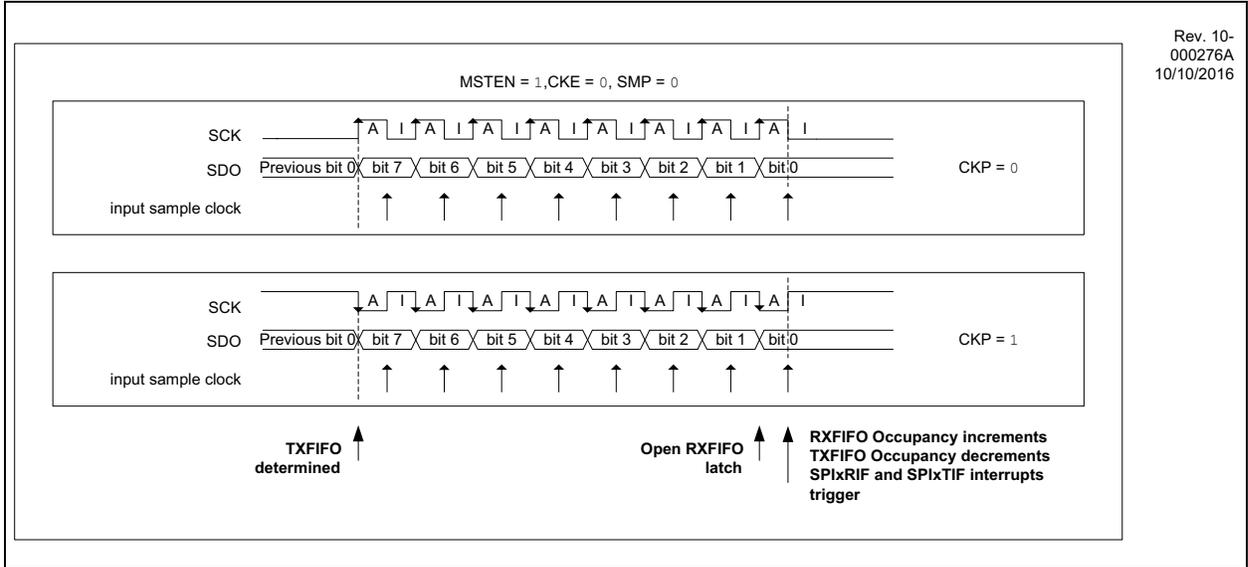 Rev. 10-
000276A
10/10/2016
MSTEN = 1,CKE = 0, SMP = 0
SCK A I A I A I A I A I A I A I A I
SDO Previous bit 0 bit 7 bit 6 bit 5 bit 4 bit 3 bit 2 bit 1 bit 0 CKP = 0
input sample clock
SCK A I A I A I A I A I A I A I A I
SDO Previous bit 0 bit 7 bit 6 bit 5 bit 4 bit 3 bit 2 bit 1 bit 0 CKP = 1
input sample clock
TXFIFO
determined
Open RXFIFO
latch
RXFIFO Occupancy increments
TXFIFO Occupancy decrements
SPIxRIF and SPIxTIF interrupts
trigger